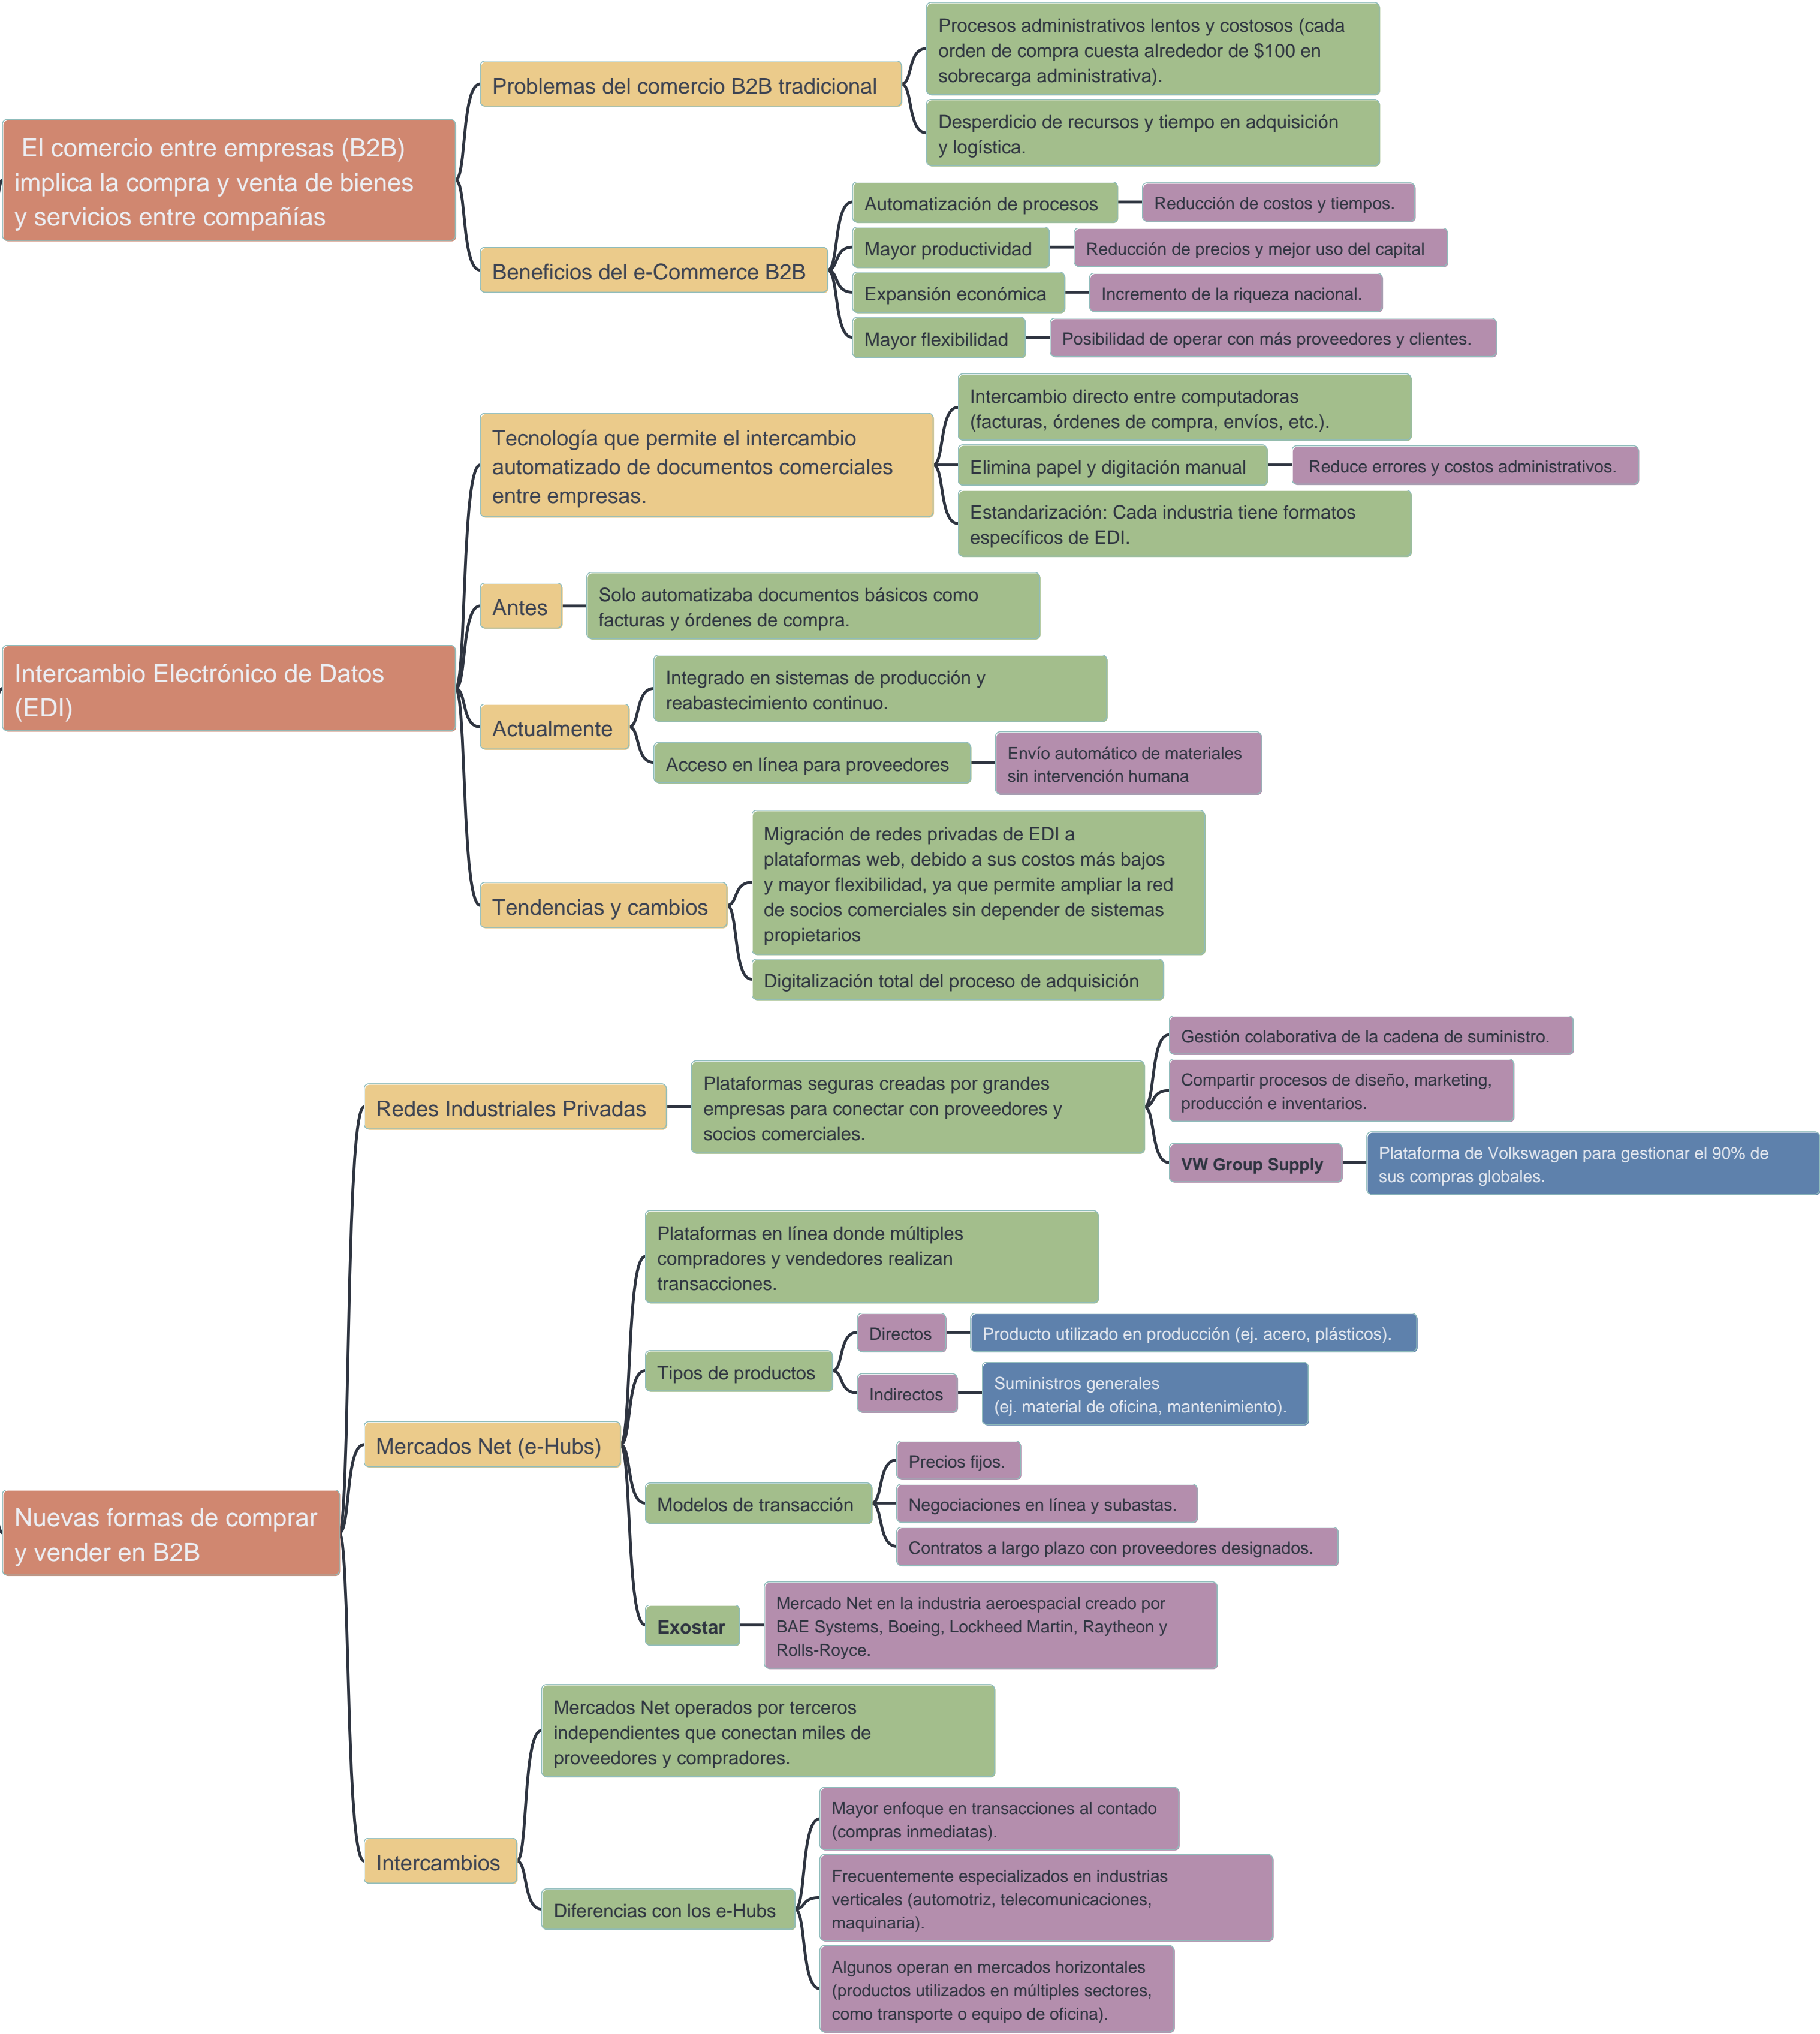 El comercio entre empresas (B2B)
implica la compra y venta de bienes
y servicios entre compañías
Problemas del comercio B2B tradicional
Procesos administrativos lentos y costosos (cada
orden de compra cuesta alrededor de $100 en
sobrecarga administrativa).
Desperdicio de recursos y tiempo en adquisición
y logística.
Beneficios del e-Commerce B2B
Automatización de procesos
Reducción de costos y tiempos.
Mayor productividad
Reducción de precios y mejor uso del capital
Expansión económica
Incremento de la riqueza nacional.
Mayor flexibilidad
Posibilidad de operar con más proveedores y clientes.
Intercambio Electrónico de Datos
(EDI)
Tecnología que permite el intercambio
automatizado de documentos comerciales
entre empresas.
Intercambio directo entre computadoras
(facturas, órdenes de compra, envíos, etc.).
Elimina papel y digitación manual
Reduce errores y costos administrativos.
Estandarización: Cada industria tiene formatos
específicos de EDI.
Antes
Solo automatizaba documentos básicos como
facturas y órdenes de compra.
Actualmente
Integrado en sistemas de producción y
reabastecimiento continuo.
Acceso en línea para proveedores
Envío automático de materiales
sin intervención humana
Tendencias y cambios
Migración de redes privadas de EDI a
plataformas web, debido a sus costos más bajos
y mayor flexibilidad, ya que permite ampliar la red
de socios comerciales sin depender de sistemas
propietarios
Digitalización total del proceso de adquisición
Nuevas formas de comprar
y vender en B2B
Redes Industriales Privadas
Plataformas seguras creadas por grandes
empresas para conectar con proveedores y
socios comerciales.
Gestión colaborativa de la cadena de suministro.
Compartir procesos de diseño, marketing,
producción e inventarios.
VW Group Supply
Plataforma de Volkswagen para gestionar el 90% de
sus compras globales.
Mercados Net (e-Hubs)
Plataformas en línea donde múltiples
compradores y vendedores realizan
transacciones.
Tipos de productos
Directos
Producto utilizado en producción (ej. acero, plásticos).
Indirectos
Suministros generales
(ej. material de oficina, mantenimiento).
Modelos de transacción
Precios fijos.
Negociaciones en línea y subastas.
Contratos a largo plazo con proveedores designados.
Exostar
Mercado Net en la industria aeroespacial creado por
BAE Systems, Boeing, Lockheed Martin, Raytheon y
Rolls-Royce.
Intercambios
Mercados Net operados por terceros
independientes que conectan miles de
proveedores y compradores.
Diferencias con los e-Hubs
Mayor enfoque en transacciones al contado
(compras inmediatas).
Frecuentemente especializados en industrias
verticales (automotriz, telecomunicaciones,
maquinaria).
Algunos operan en mercados horizontales
(productos utilizados en múltiples sectores,
como transporte o equipo de oficina).